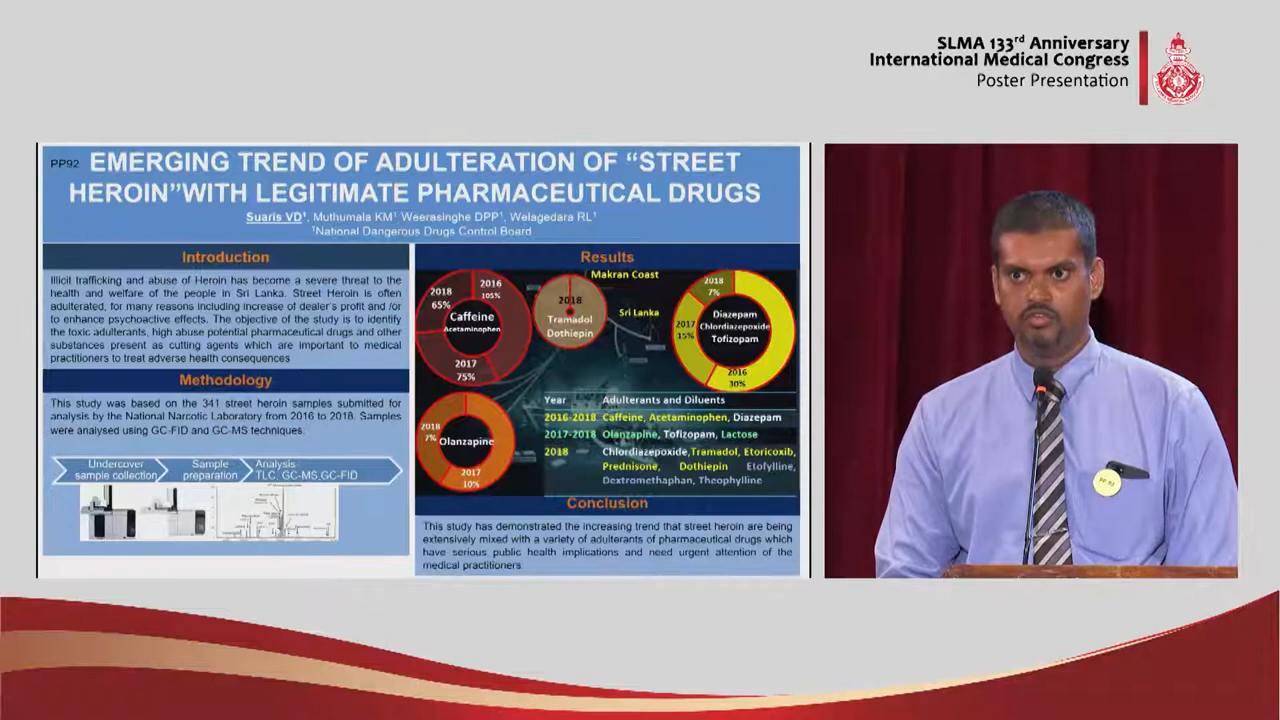 SLMA 133rd Anniversary
International Medical Congress
Poster Presentation
PP92 EMERGING TREND OF ADULTERATION OF “STREET
HEROIN”WITH LEGITIMATE PHARMACEUTICAL DRUGS
Suaris VD¹, Muthumala KM¹ Weerasinghe DPP¹, Welagedara RL¹
¹National Dangerous Drugs Control Board
Introduction
Illicit trafficking and abuse of Heroin has become a severe threat to the
health and welfare of the people in Sri Lanka. Street Heroin is often
adulterated, for many reasons including increase of dealer's profit and /or
to enhance psychoactive effects. The objective of the study is to identify
the toxic adulterants, high abuse potential pharmaceutical drugs and other
substances present as cutting agents which are important to medical
practitioners to treat adverse health consequences
Methodology
This study was based on the 341 street heroin samples submitted for
analysis by the National Narcotic Laboratory from 2016 to 2018. Samples
were analysed using GC-FID and GC-MS techniques.
Undercover
sample collection
Sample
preparation
Analysis
TLC, GC-MS,GC-FID
Results
2016
105%
2018
65%
Caffeine
Acetaminophen
2017
75%
Makran Coast
2018
Tramadol
Dothiepin
Sri Lanka
2018
7%
Diazepam
Chlordiazepoxide
Tofizopam
2017
15%
2016
30%
2018
7%
Olanzapine
2017
10%
Year Adulterants and Diluents
2016-2018 Caffeine, Acetaminophen, Diazepam
2017-2018 Olanzapine, Tofizopam, Lactose
2018 Chlordiazepoxide,Tramadol, Etoricoxib,
Prednisone, Dothiepin Etofylline,
Dextromethaphan, Theophylline
Conclusion
This study has demonstrated the increasing trend that street heroin are being
extensively mixed with a variety of adulterants of pharmaceutical drugs which
have serious public health implications and need urgent attention of the
medical practitioners
PP-92